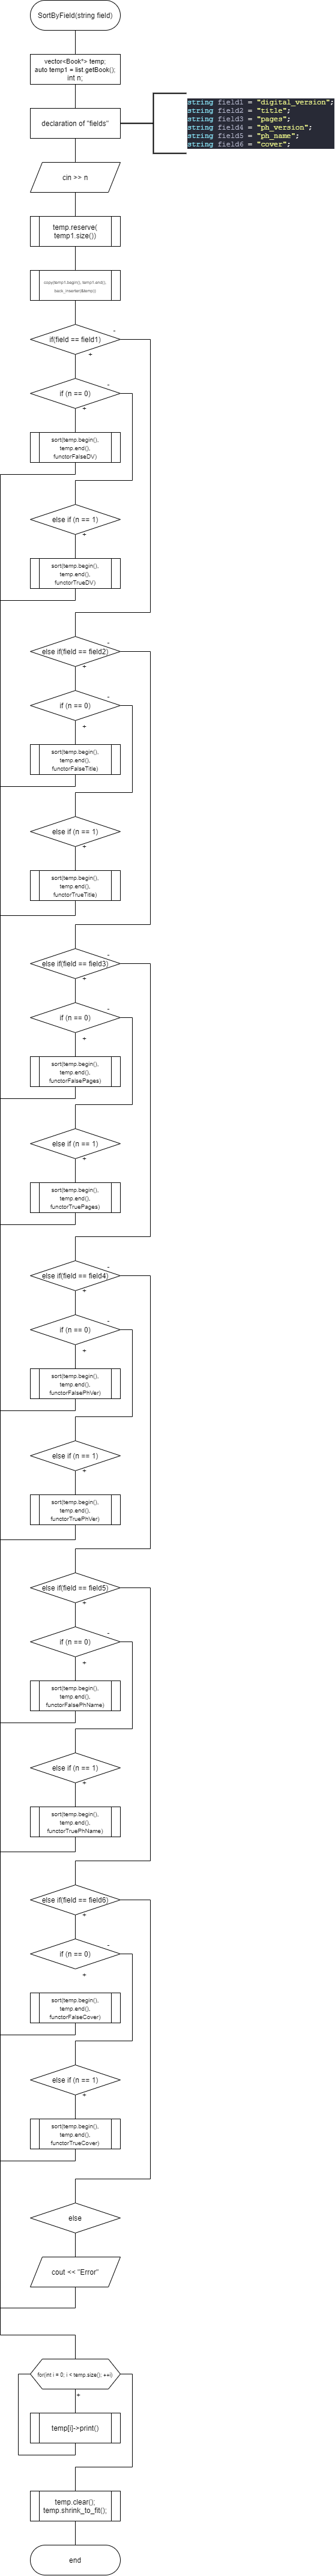 SortByField(string field)
vector<Book*> temp;
auto temp1 = list.getBook();
int n;
declaration of "fields"
string field1 = "digital_version";
string field2 = "title";
string field3 = "pages";
string field4 = "ph_version";
string field5 = "ph_name";
string field6 = "cover";
cin >> n
temp.reserve(
temp1.size())
copy(temp1.begin(), temp1.end(),
back_inserter(&temp))
-
if(field == field1)
+
-
if (n == 0)
+
sort(temp.begin(),
temp.end(),
functorFalseDV)
else if (n == 1)
+
sort(temp.begin(),
temp.end(),
functorTrueDV)
-
else if(field == field2)
+
-
if (n == 0)
+
sort(temp.begin(),
temp.end(),
functorFalseTitle)
else if (n == 1)
+
sort(temp.begin(),
temp.end(),
functorTrueTitle)
-
else if(field == field3)
+
-
if (n == 0)
+
sort(temp.begin(),
temp.end(),
functorFalsePages)
else if (n == 1)
+
sort(temp.begin(),
temp.end(),
functorTruePages)
-
else if(field == field4)
+
-
if (n == 0)
+
sort(temp.begin(),
temp.end(),
functorFalsePhVer)
else if (n == 1)
+
sort(temp.begin(),
temp.end(),
functorTruePhVer)
-
else if(field == field5)
+
-
if (n == 0)
+
sort(temp.begin(),
temp.end(),
functorFalsePhName)
else if (n == 1)
+
sort(temp.begin(),
temp.end(),
functorTruePhName)
-
else if(field == field6)
+
-
if (n == 0)
+
sort(temp.begin(),
temp.end(),
functorFalseCover)
else if (n == 1)
+
sort(temp.begin(),
temp.end(),
functorTrueCover)
else
cout << "Error"
for(int i = 0; i < temp.size(); ++i)
+
temp[i]->print()
temp.clear();
temp.shrink_to_fit();
end